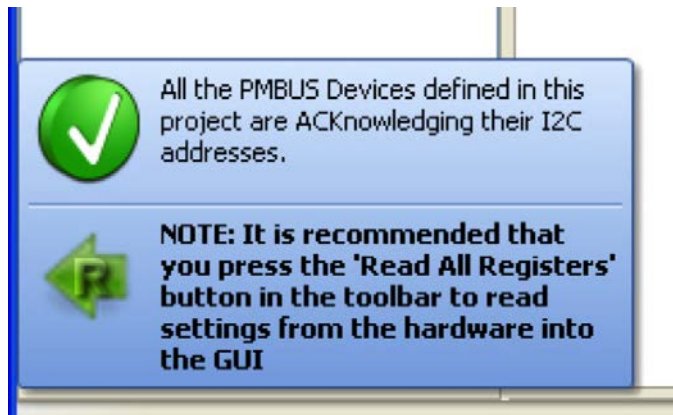 All the PMBUS Devices defined in this
project are ACKnowledging their I2C
addresses.
R
NOTE: It is recommended that
you press the 'Read All Registers'
button in the toolbar to read
settings from the hardware into
the GUI